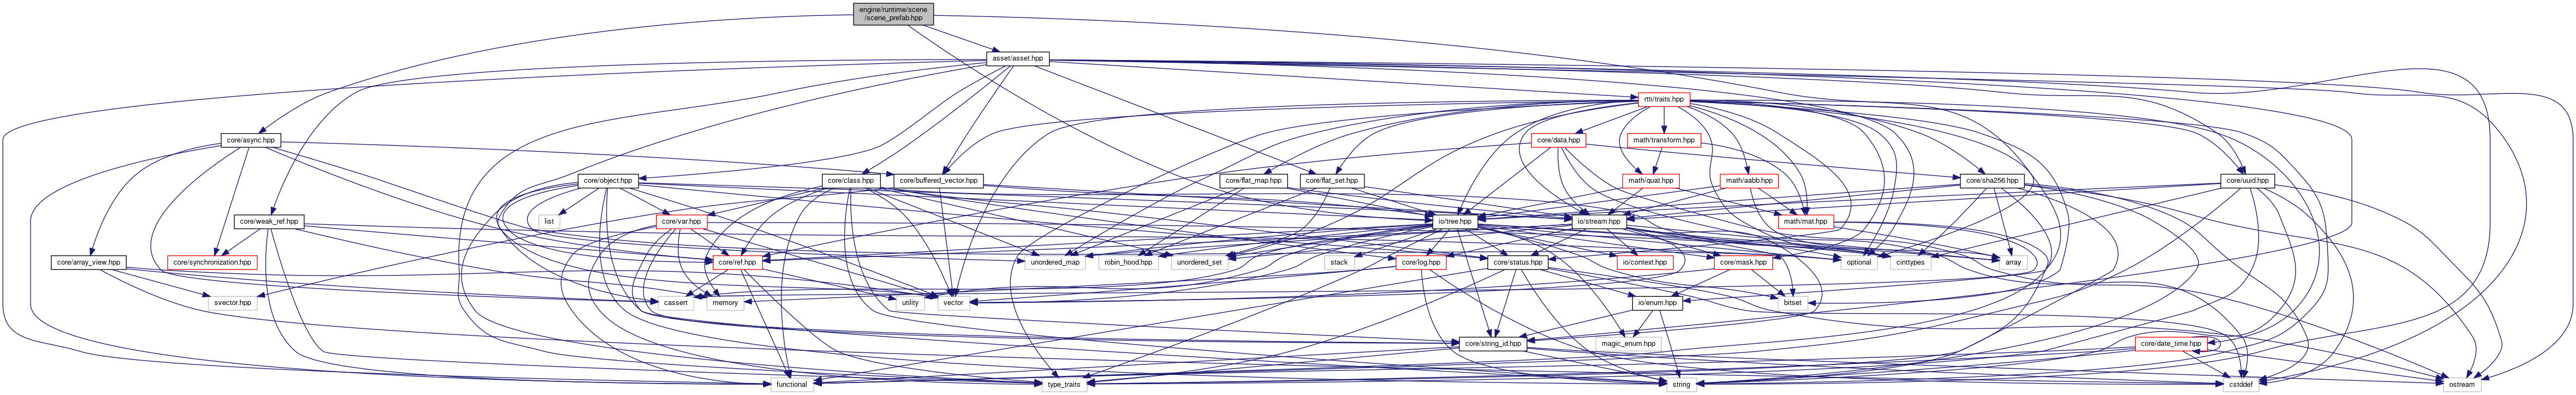 engine/runtime/scene
/scene_prefab.hpp
asset/asset.hpp
rtti/traits.hpp
core/async.hpp
core/data.hpp
math/transform.hpp
core/object.hpp
core/class.hpp
core/buffered_vector.hpp
core/flat_map.hpp
core/flat_set.hpp
math/quat.hpp
math/aabb.hpp
core/sha256.hpp
core/uuid.hpp
core/weak_ref.hpp
list
core/var.hpp
io/tree.hpp
io/stream.hpp
math/mat.hpp
core/array_view.hpp
core/synchronization.hpp
core/ref.hpp
unordered_map
robin_hood.hpp
unordered_set
stack
core/log.hpp
core/status.hpp
io/context.hpp
core/mask.hpp
optional
cinttypes
array
svector.hpp
cassert
memory
utility
vector
io/enum.hpp
bitset
core/string_id.hpp
magic_enum.hpp
core/date_time.hpp
functional
type_traits
string
cstddef
ostream